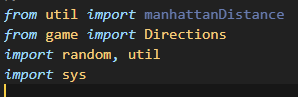 from util import manhattanDistance
from game import Directions
import random, util
import sys